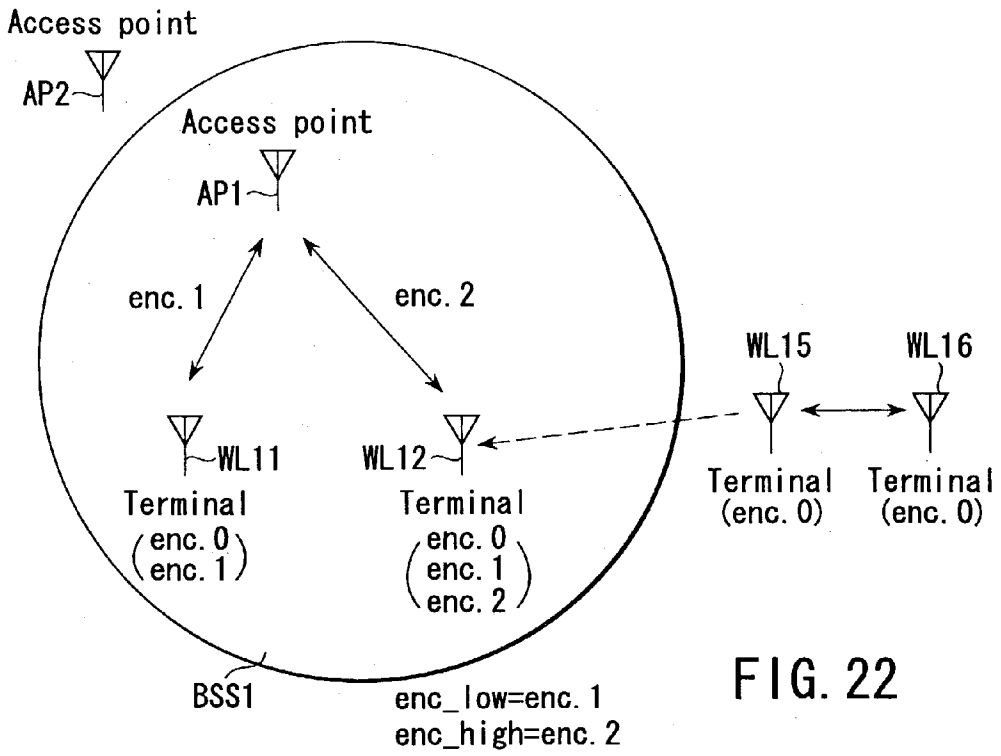 Access point
AP2
Access point
AP1
enc. 1
enc. 2
WL15
WL16
WL11
WL12
Terminal
(enc. 0
enc. 1)
Terminal
(enc. 0
enc. 1
enc. 2)
Terminal
(enc. 0)
Terminal
(enc. 0)
BSS1
enc_low=enc. 1
enc_high=enc. 2
FIG. 22